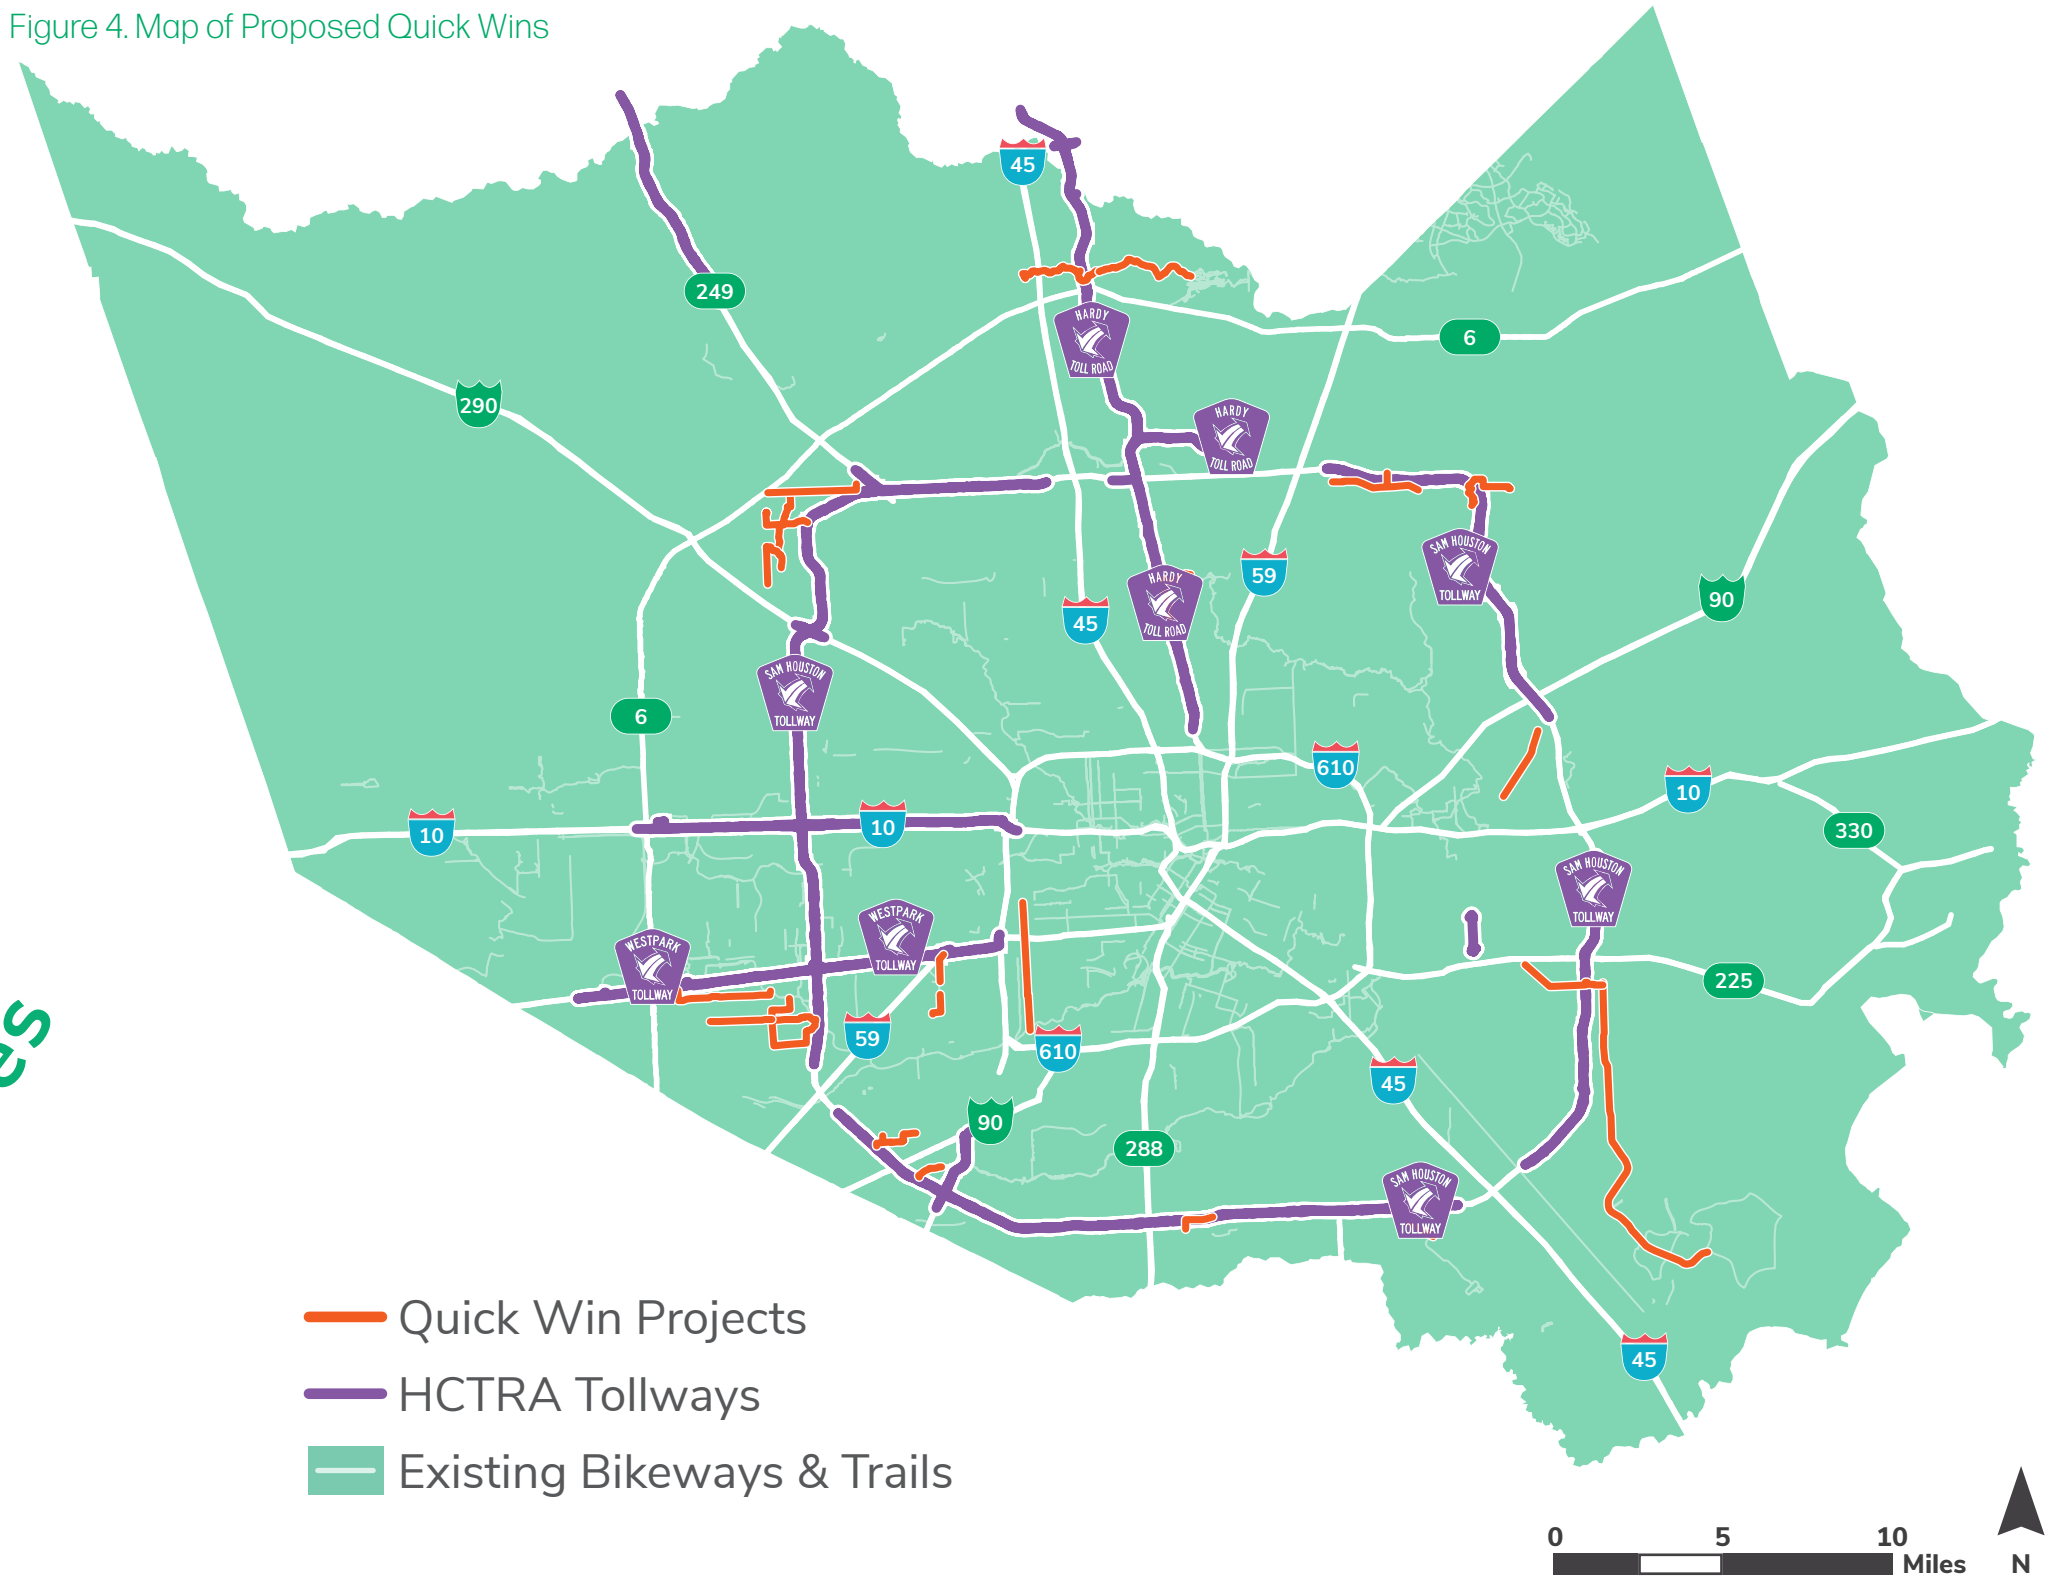 Figure 4. Map of Proposed Quick Wins
45
249
HARDY
TOLL ROAD
6
290
HARDY
TOLL ROAD
SAM HOUSTON
TOLLWAY
59
HARDY
TOLL ROAD
90
45
SAM HOUSTON
TOLLWAY
6
610
10
10
10
330
SAM HOUSTON
TOLLWAY
WESTPARK
TOLLWAY
WESTPARK
TOLLWAY
225
es
59
610
45
90
288
SAM HOUSTON
TOLLWAY
45
Quick Win Projects
HCTRA Tollways
Existing Bikeways & Trails
0 5 10
Miles
N